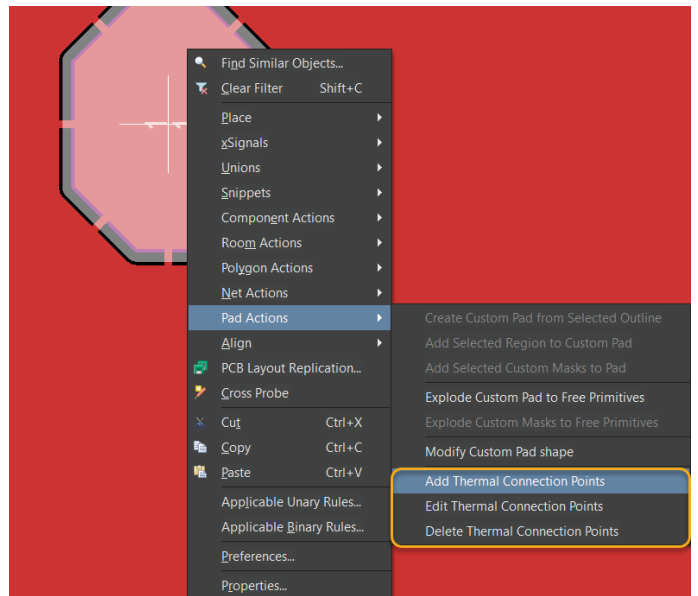 Find Similar Objects...
Clear Filter Shift+C
Place
xSignals
Unions
Snippets
Component Actions
Room Actions
Polygon Actions
Net Actions
Pad Actions
Align
PCB Layout Replication...
Cross Probe
Cut Ctrl+X
Copy Ctrl+C
Paste Ctrl+V
Applicable Unary Rules...
Applicable Binary Rules...
Preferences...
Properties...
Create Custom Pad from Selected Outline
Add Selected Region to Custom Pad
Add Selected Custom Masks to Pad
Explode Custom Pad to Free Primitives
Explode Custom Masks to Free Primitives
Modify Custom Pad shape
Add Thermal Connection Points
Edit Thermal Connection Points
Delete Thermal Connection Points